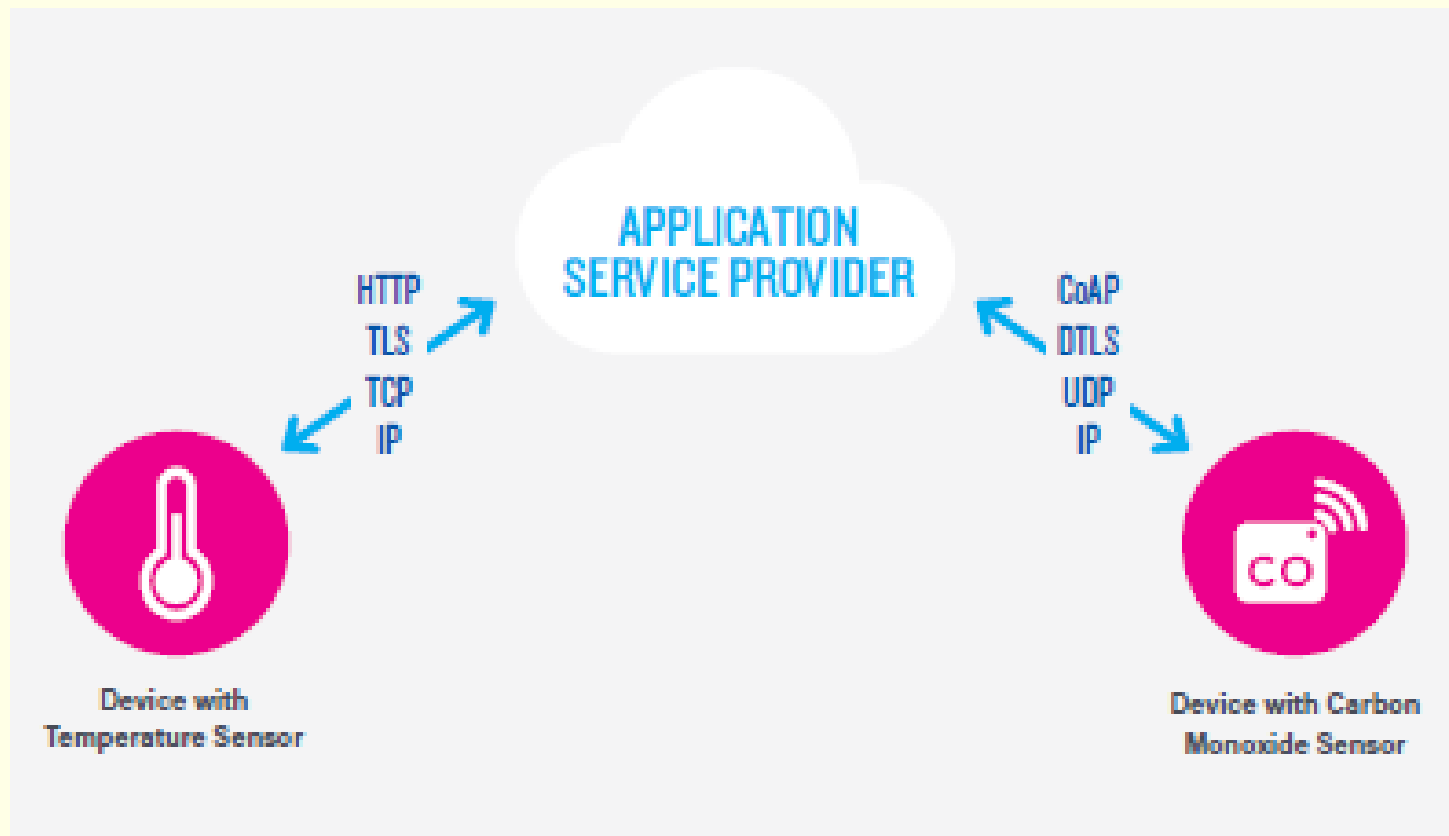 APPLICATION
SERVICE PROVIDER
HTTP
TLS
TCP
IP
CoAP
DTLS
UDP
IP
CO
Device with
Temperature Sensor
Device with Carbon
Monoxide Sensor